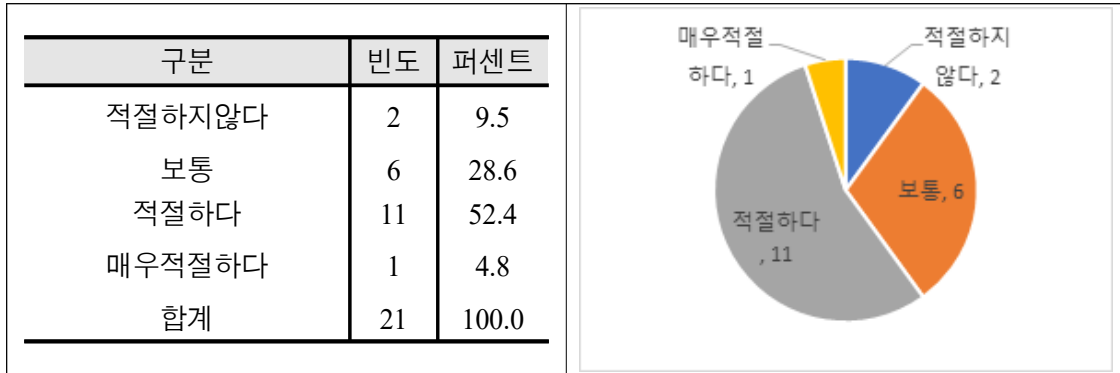 구분 빈도 퍼센트
적절하지않다 2 9.5
보통 6 28.6
적절하다 11 52.4
매우적절하다 1 4.8
합계 21 100.0
매우적절
하다, 1
적절하지
않다, 2
보통, 6
적절하다
, 11